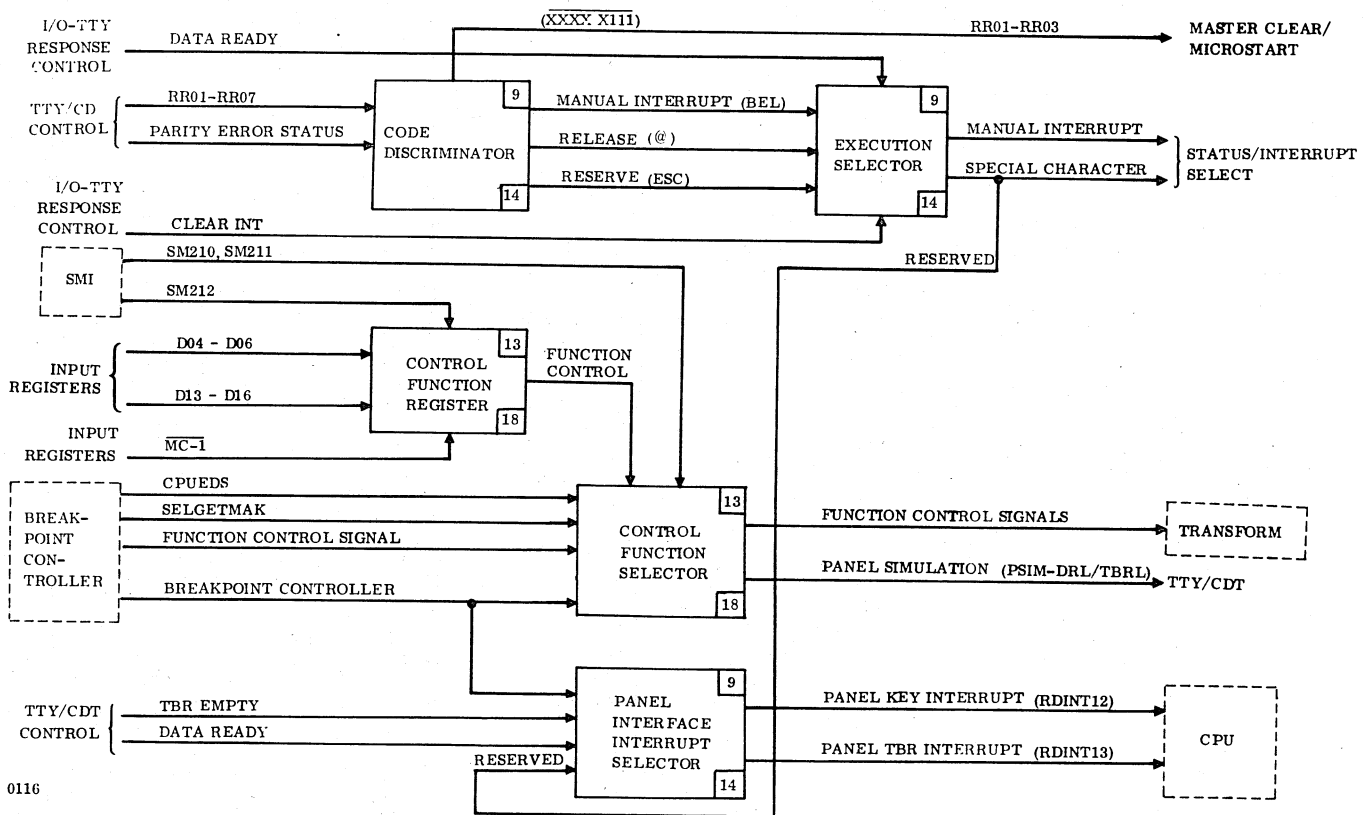 I/O-TTY
RESPONSE
CONTROL
DATA READY
(XXXX X111)
RR01-RR03
MASTER CLEAR/
MICROSTART
TTY/CD
CONTROL
RR01-RR07
PARITY ERROR STATUS
CODE
DISCRIMINATOR
9
14
MANUAL INTERRUPT (BEL)
RELEASE (@)
RESERVE (ESC)
EXECUTION
SELECTOR
9
14
MANUAL INTERRUPT
SPECIAL CHARACTER
STATUS/INTERRUPT
SELECT
I/O-TTY
RESPONSE
CONTROL
CLEAR INT
RESERVED
SMI
SM210, SM211
SM212
INPUT
REGISTERS
D04 - D06
D13 - D16
CONTROL
FUNCTION
REGISTER
13
18
FUNCTION
CONTROL
INPUT
REGISTERS
MC-1
BREAK-
POINT
CON-
TROLLER
CPUEDS
SELGETMAK
FUNCTION CONTROL SIGNAL
BREAKPOINT CONTROLLER
CONTROL
FUNCTION
SELECTOR
13
18
FUNCTION CONTROL SIGNALS
TRANSFORM
PANEL SIMULATION (PSIM-DRL/TBRL)
TTY/CDT
TTY/CDT
CONTROL
TBR EMPTY
DATA READY
RESERVED
PANEL
INTERFACE
INTERRUPT
SELECTOR
9
14
PANEL KEY INTERRUPT (RDINT12)
PANEL TBR INTERRUPT (RDINT13)
CPU
0116